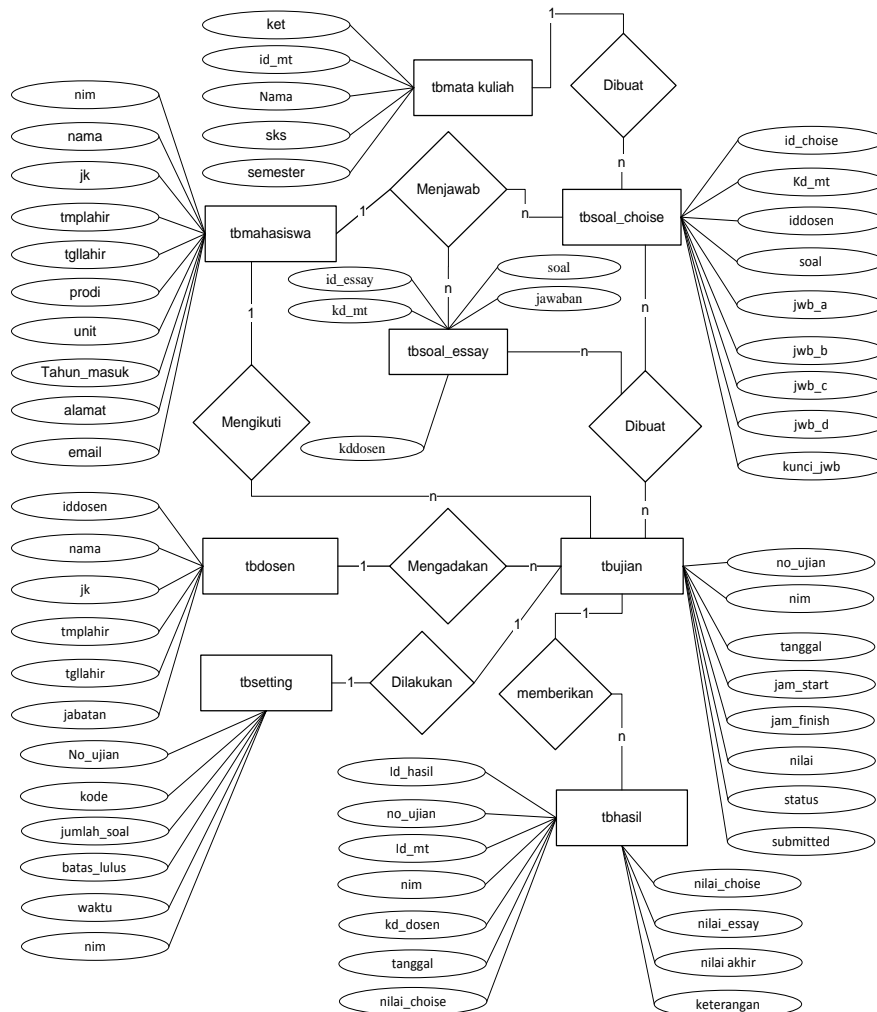 ket
id_mt
Nama
sks
semester
tbmata kuliah
1
1
Dibuat
n
nim
nama
jk
tmplahir
tgllahir
prodi
unit
Tahun_masuk
alamat
email
tbmahasiswa
1
Menjawab
n
n
tbsoal_choise
id_choise
Kd_mt
iddosen
soal
jwb_a
jwb_b
jwb_c
jwb_d
kunci_jwb
id_essay
kd_mt
soal
jawaban
tbsoal_essay
kddosen
n
n
Dibuat
n
1
Mengikuti
n
iddosen
nama
jk
tmplahir
tgllahir
jabatan
tbdosen
1
Mengadakan
n
tbujian
no_ujian
nim
tanggal
jam_start
jam_finish
nilai
status
submitted
tbsetting
1
Dilakukan
1
No_ujian
kode
jumlah_soal
batas_lulus
waktu
nim
1
memberikan
n
tbhasil
Id_hasil
no_ujian
Id_mt
nim
kd_dosen
tanggal
nilai_choise
nilai_choise
nilai_essay
nilai akhir
keterangan